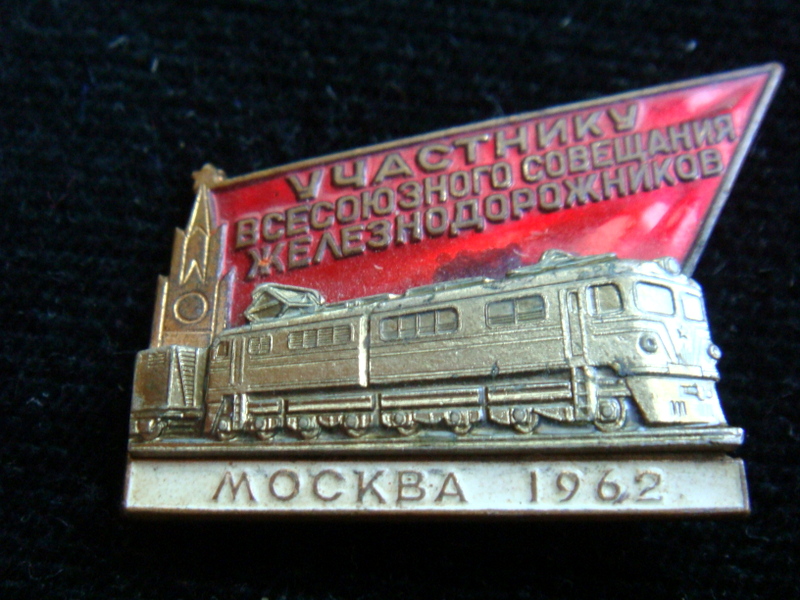 УЧАСТНИКУ
ВСЕСОЮЗНОГО СОВЕЩАНИЯ
ЖЕЛЕЗНОДОРОЖНИКОВ
МОСКВА 1962